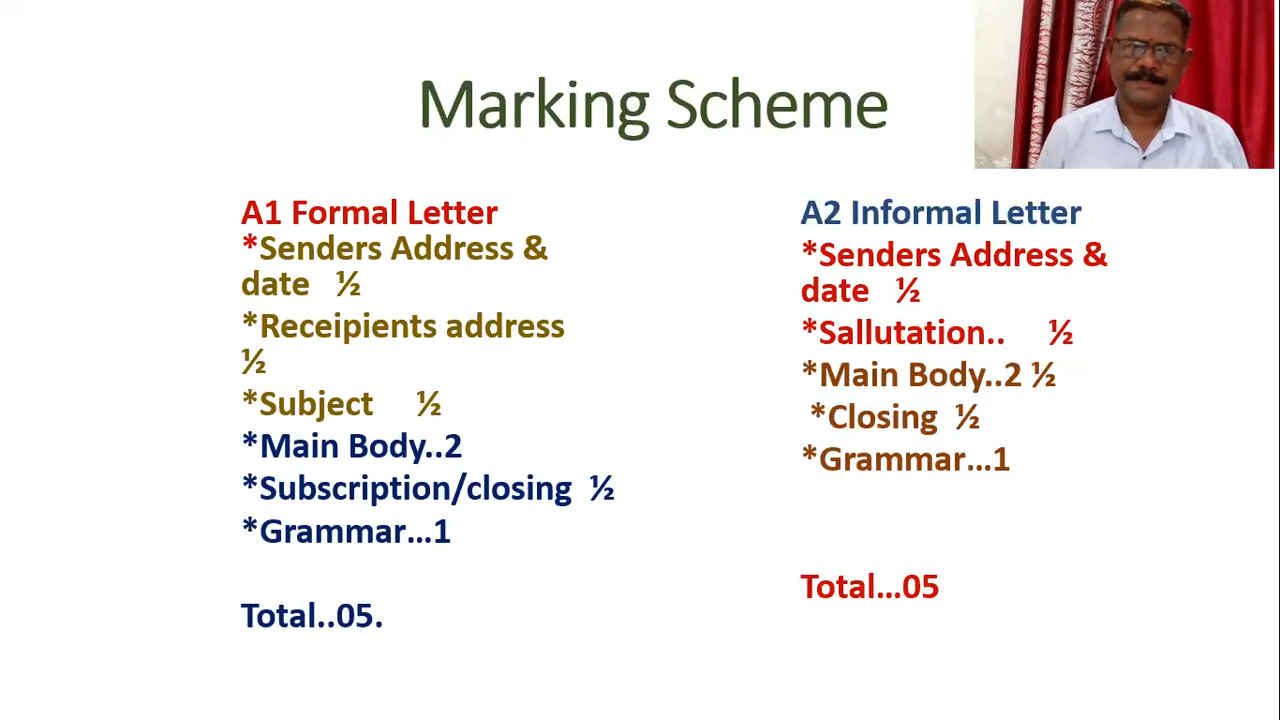 Marking Scheme
A1 Formal Letter
*Senders Address &
date ½
*Receipients address
½
*Subject ½
*Main Body..2
*Subscription/closing ½
*Grammar...1
Total..05.
A2 Informal Letter
*Senders Address &
date ½
*Sallutation.. ½
*Main Body..2 ½
*Closing ½
*Grammar...1
Total...05